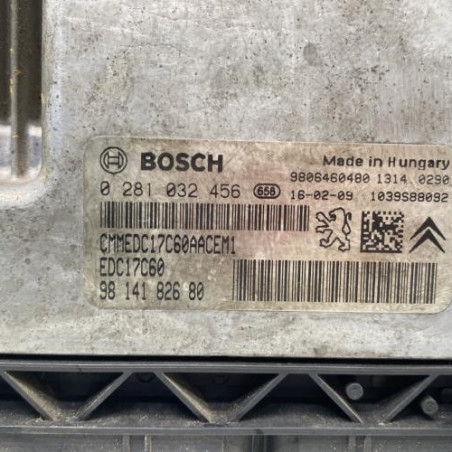 BOSCH
Made in Hungary
9806460480 1314 0290
0 281 032 456 658 16-02-09 1039S88092
CMMEDC17C60AACEM1
EDC17C60
98 141 826 80